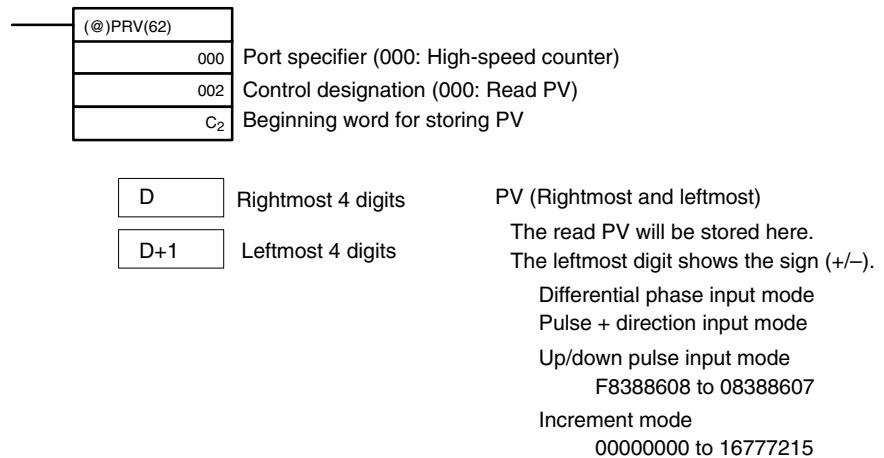 (@)PRV(62)
000 Port specifier (000: High-speed counter)
002 Control designation (000: Read PV)
C2 Beginning word for storing PV
D Rightmost 4 digits
D+1 Leftmost 4 digits
PV (Rightmost and leftmost)
The read PV will be stored here.
The leftmost digit shows the sign (+/–).
Differential phase input mode
Pulse + direction input mode
Up/down pulse input mode
F8388608 to 08388607
Increment mode
00000000 to 16777215